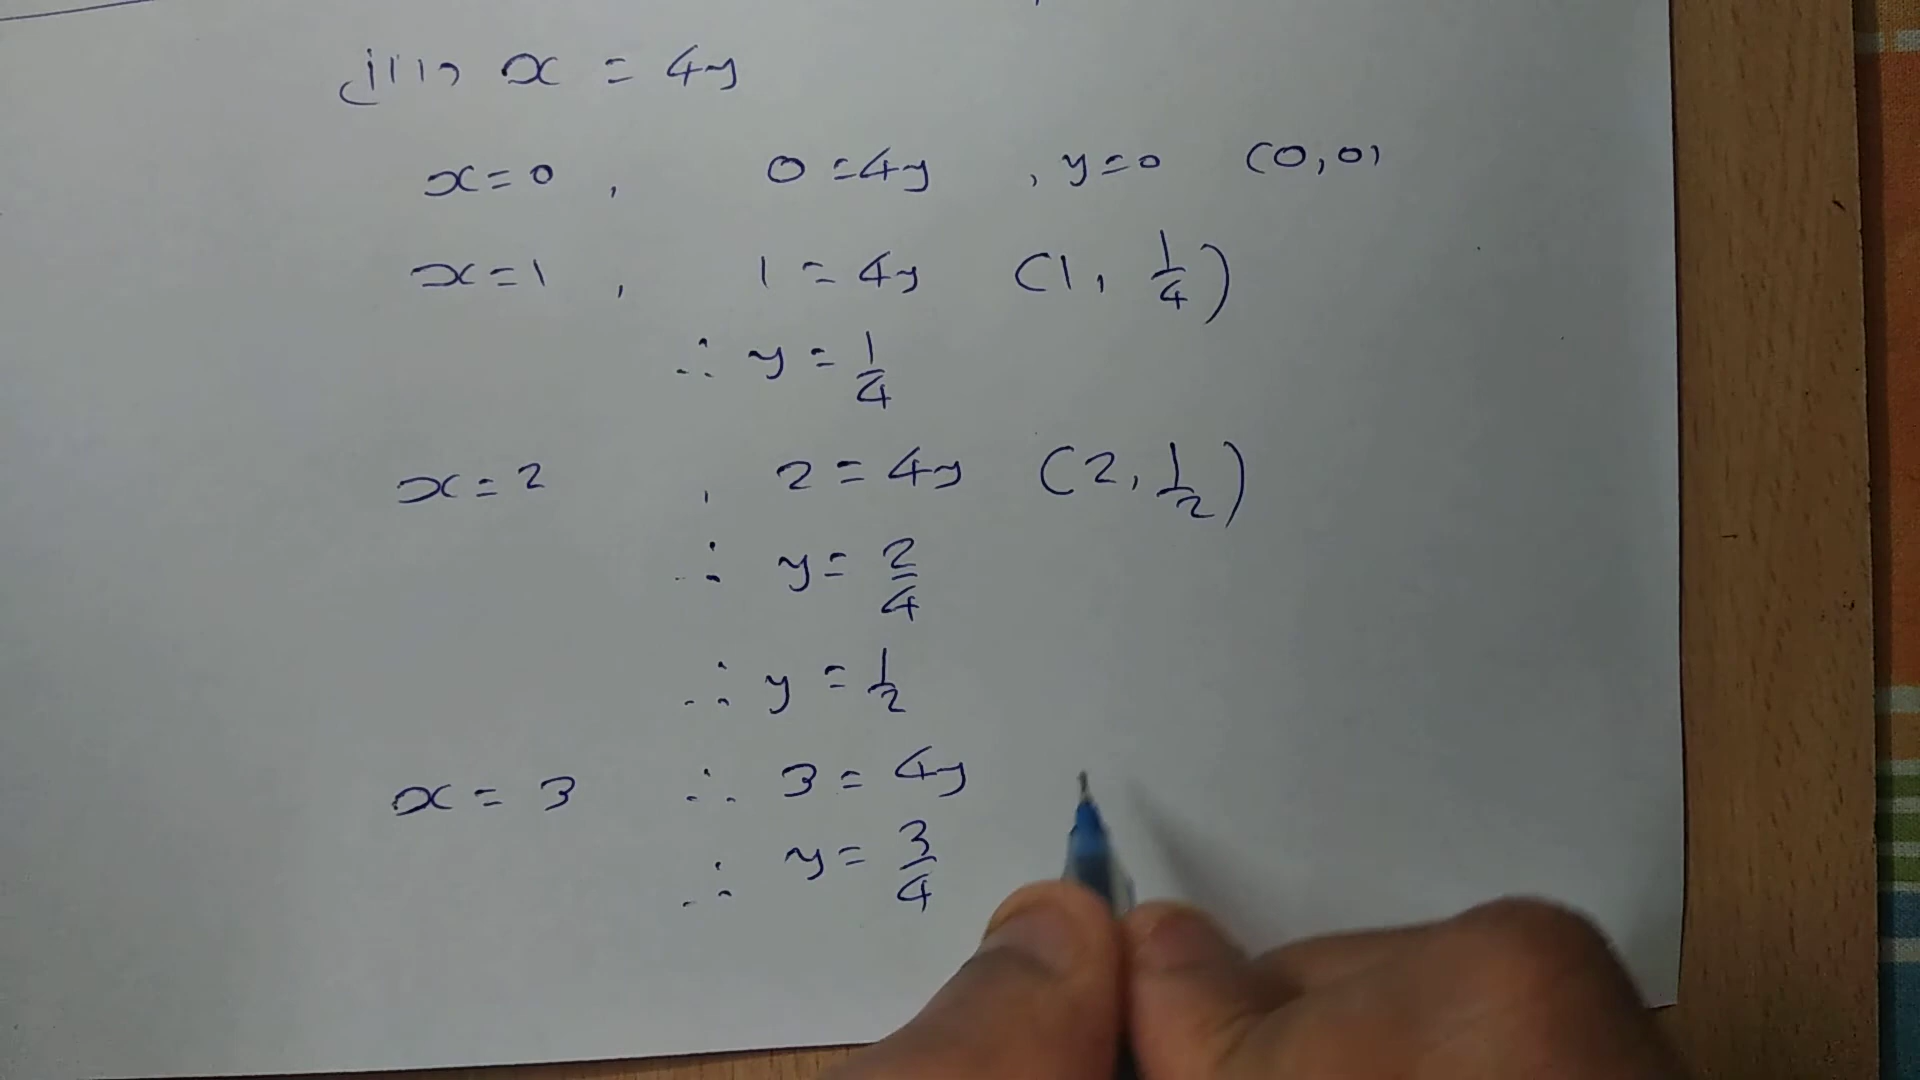 (iii) x = 4y
x = 0 , 0 = 4y , y = 0 (0, 0)
x = 1 , 1 = 4y (1, 1/4)
∴ y = 1/4
x = 2 , 2 = 4y (2, 1/2)
∴ y = 2/4
∴ y = 1/2
x = 3 ∴ 3 = 4y
∴ y = 3/4